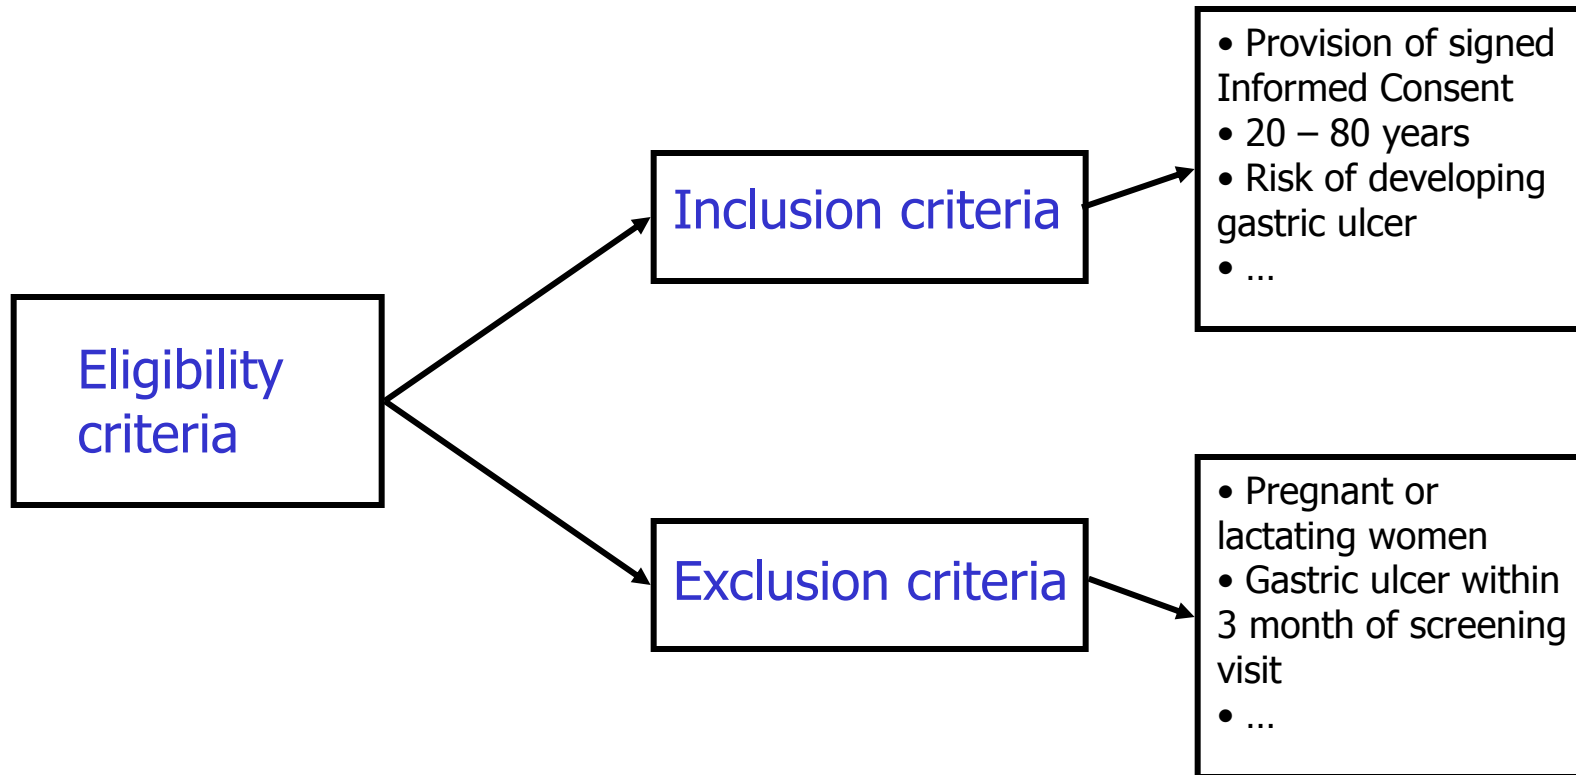 Eligibility
criteria
Inclusion criteria
• Provision of signed
Informed Consent
• 20 – 80 years
• Risk of developing
gastric ulcer
• ...
Exclusion criteria
• Pregnant or
lactating women
• Gastric ulcer within
3 month of screening
visit
• ...